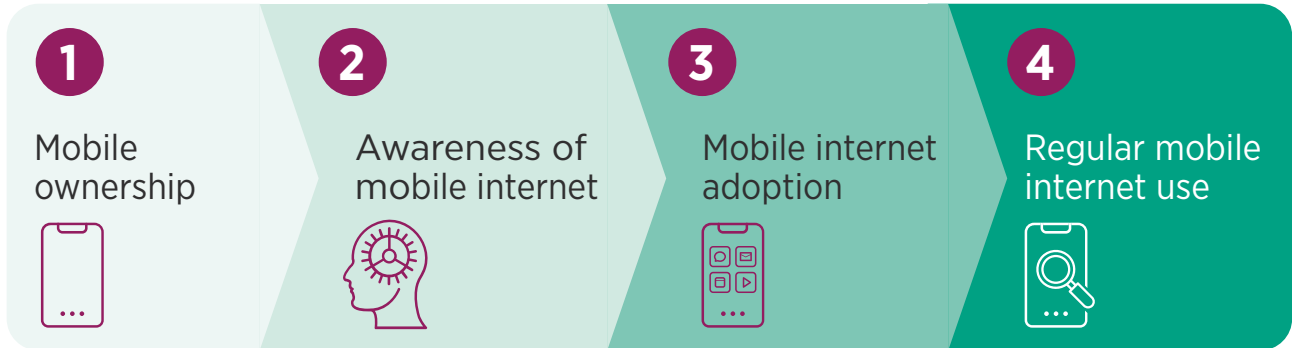 1
Mobile
ownership
2
Awareness of
mobile internet
3
Mobile internet
adoption
4
Regular mobile
internet use